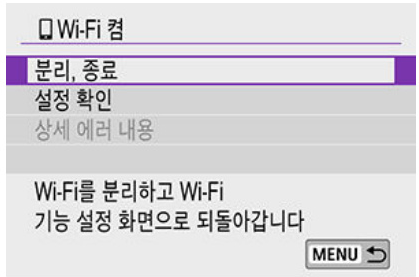 Wi-Fi 켬
분리, 종료
설정 확인
상세 에러 내용
Wi-Fi를 분리하고 Wi-Fi
기능 설정 화면으로 되돌아갑니다
MENU